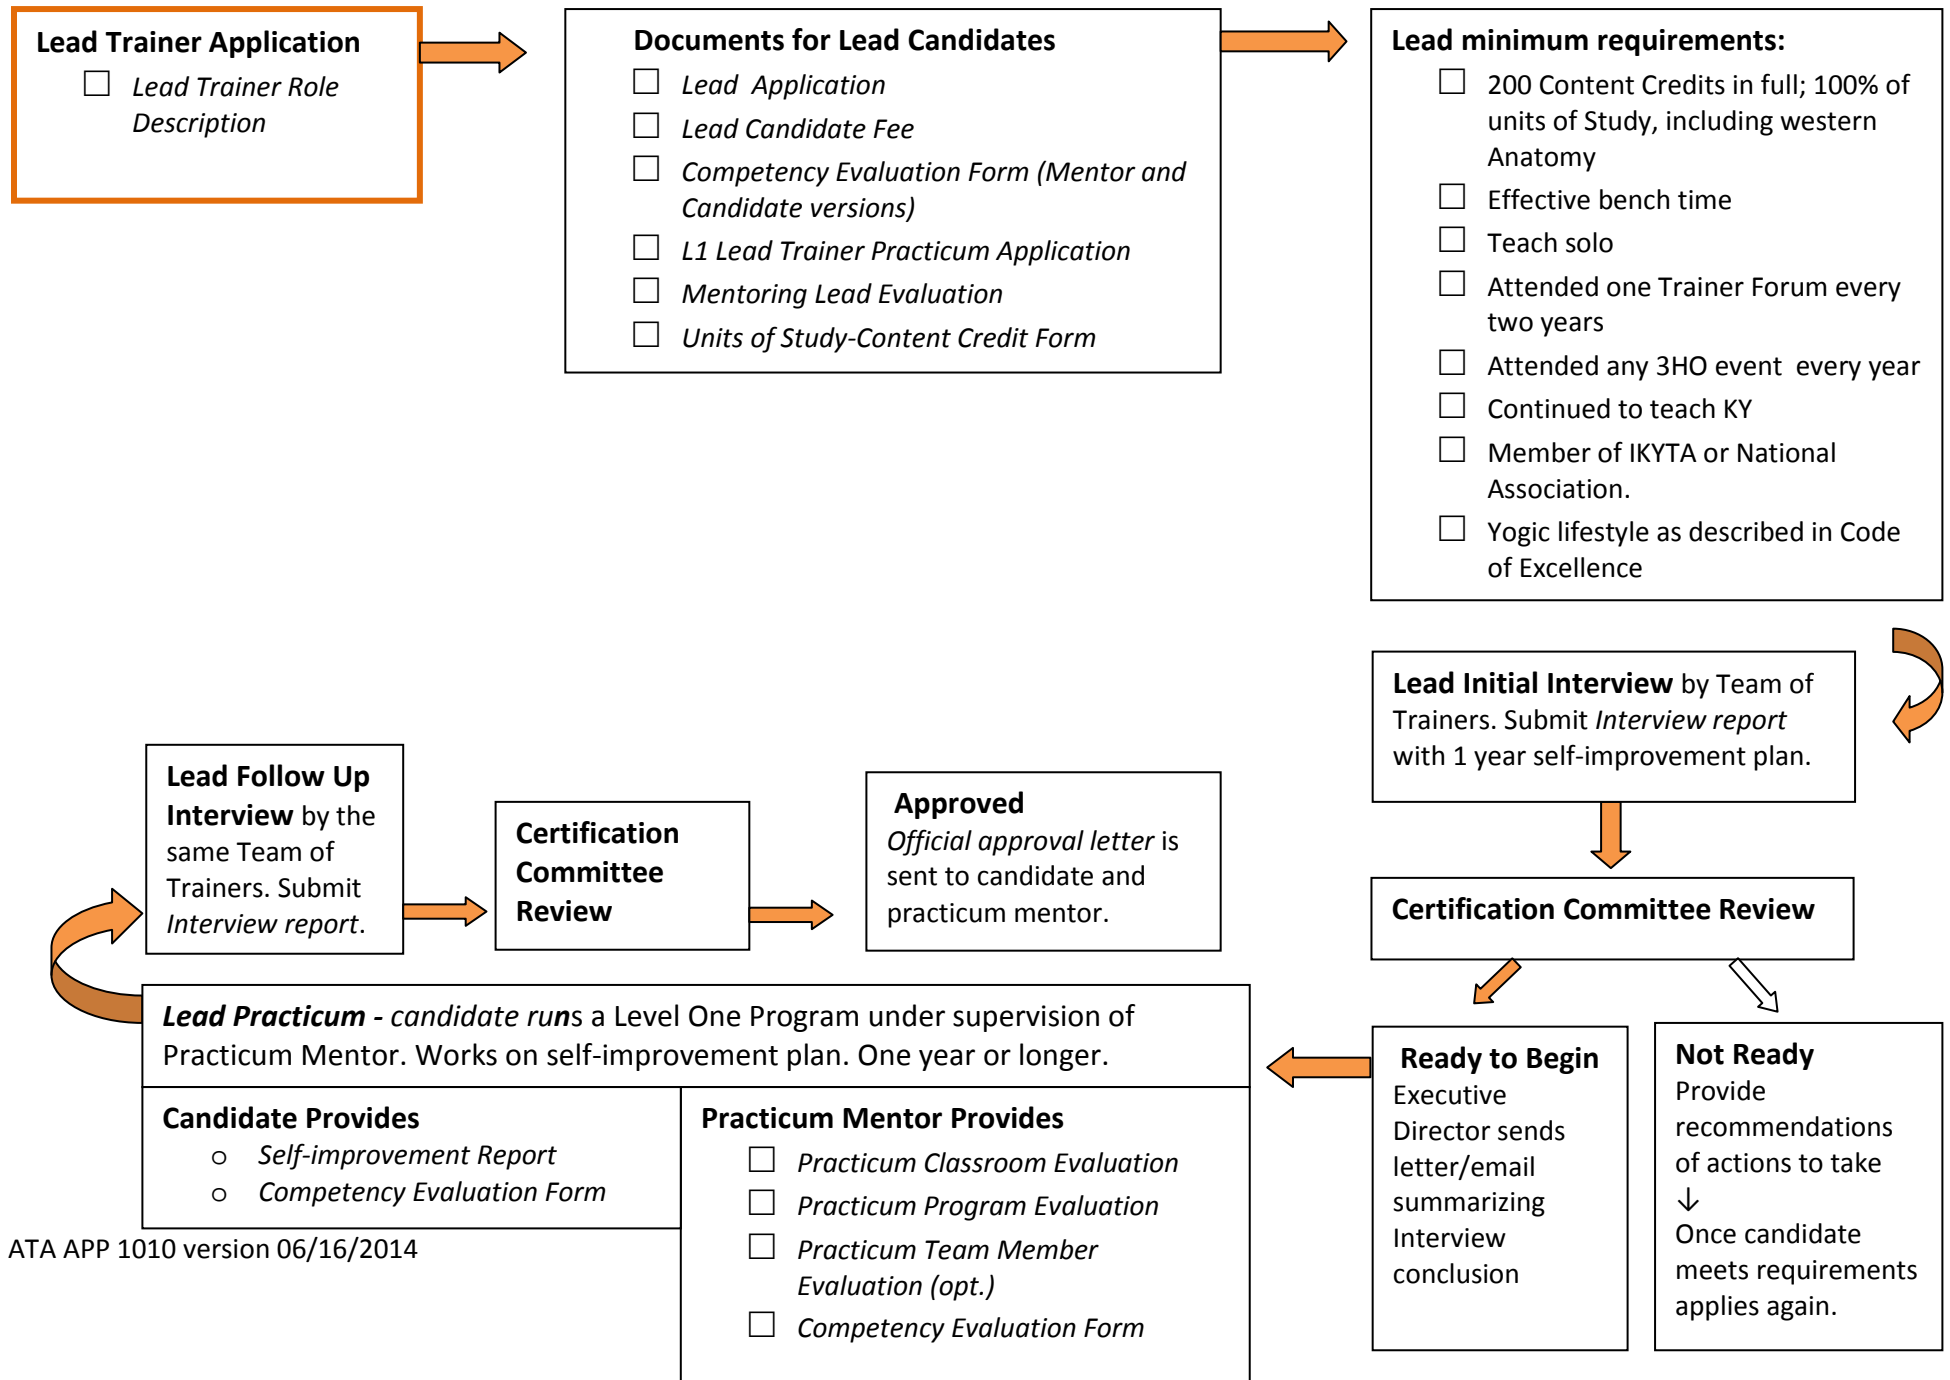 Lead Trainer Application
☐ Lead Trainer Role
Description
Documents for Lead Candidates
☐ Lead Application
☐ Lead Candidate Fee
☐ Competency Evaluation Form (Mentor and
Candidate versions)
☐ L1 Lead Trainer Practicum Application
☐ Mentoring Lead Evaluation
☐ Units of Study-Content Credit Form
Lead minimum requirements:
☐ 200 Content Credits in full; 100% of
units of Study, including western
Anatomy
☐ Effective bench time
☐ Teach solo
☐ Attended one Trainer Forum every
two years
☐ Attended any 3HO event every year
☐ Continued to teach KY
☐ Member of IKYTA or National
Association.
☐ Yogic lifestyle as described in Code
of Excellence
Lead Initial Interview by Team of
Trainers. Submit Interview report
with 1 year self-improvement plan.
Certification Committee Review
Ready to Begin
Executive
Director sends
letter/email
summarizing
Interview
conclusion
Not Ready
Provide
recommendations
of actions to take
↓
Once candidate
meets requirements
applies again.
Lead Practicum - candidate runs a Level One Program under supervision of
Practicum Mentor. Works on self-improvement plan. One year or longer.
Candidate Provides
o Self-improvement Report
o Competency Evaluation Form
Practicum Mentor Provides
☐ Practicum Classroom Evaluation
☐ Practicum Program Evaluation
☐ Practicum Team Member
Evaluation (opt.)
☐ Competency Evaluation Form
Lead Follow Up
Interview by the
same Team of
Trainers. Submit
Interview report.
Certification
Committee
Review
Approved
Official approval letter is
sent to candidate and
practicum mentor.
ATA APP 1010 version 06/16/2014